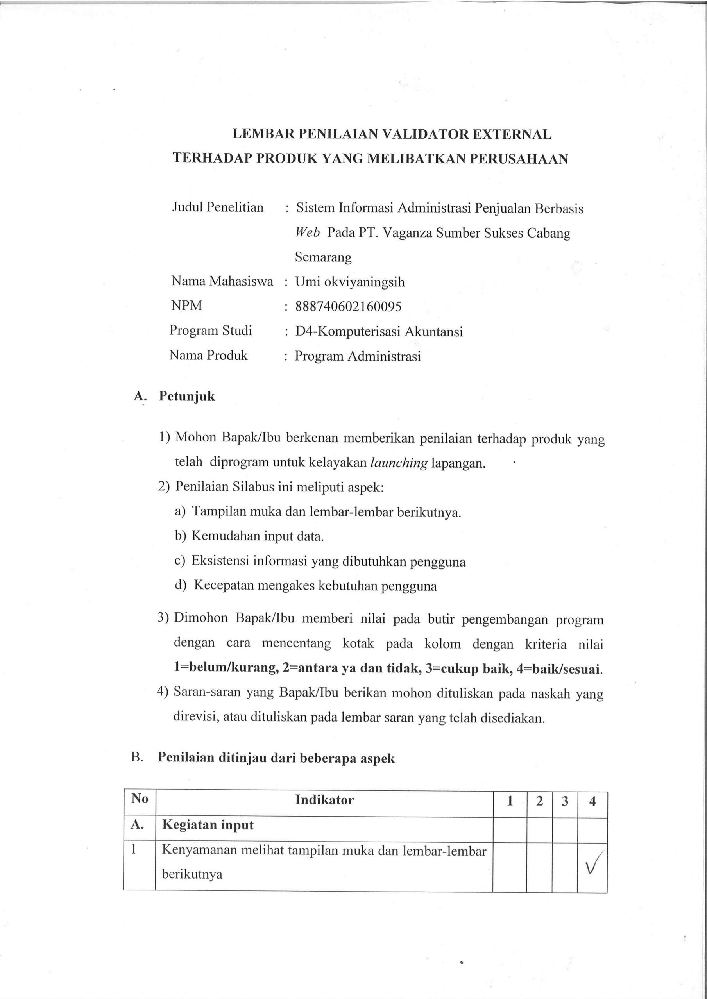 LEMBAR PENILAIAN VALIDATOR EXTERNAL
TERHADAP PRODUK YANG MELIBATKAN PERUSAHAAN
Judul Penelitian : Sistem Informasi Administrasi Penjualan Berbasis
Web Pada PT. Vaganza Sumber Sukses Cabang
Semarang
Nama Mahasiswa : Umi okviyaningsih
NPM : 888740602160095
Program Studi : D4-Komputerisasi Akuntansi
Nama Produk : Program Administrasi
A. Petunjuk
1) Mohon Bapak/Ibu berkenan memberikan penilaian terhadap produk yang
telah diprogram untuk kelayakan launching lapangan.
2) Penilaian Silabus ini meliputi aspek:
a) Tampilan muka dan lembar-lembar berikutnya.
b) Kemudahan input data.
c) Eksistensi informasi yang dibutuhkan pengguna
d) Kecepatan mengakes kebutuhan pengguna
3) Dimohon Bapak/Ibu memberi nilai pada butir pengembangan program
dengan cara mencentang kotak pada kolom dengan kriteria nilai
1=belum/kurang, 2=antara ya dan tidak, 3=cukup baik, 4=baik/sesuai.
4) Saran-saran yang Bapak/Ibu berikan mohon dituliskan pada naskah yang
direvisi, atau dituliskan pada lembar saran yang telah disediakan.
B. Penilaian ditinjau dari beberapa aspek
No Indikator 1 2 3 4
A. Kegiatan input
1 Kenyamanan melihat tampilan muka dan lembar-lembar
berikutnya √